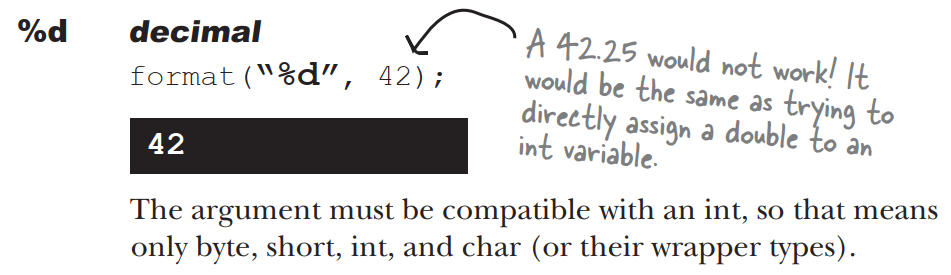 %d decimal
format("%d", 42);
42
A 42.25 would not work! It
would be the same as trying to
directly assign a double to an
int variable.
The argument must be compatible with an int, so that means
only byte, short, int, and char (or their wrapper types).